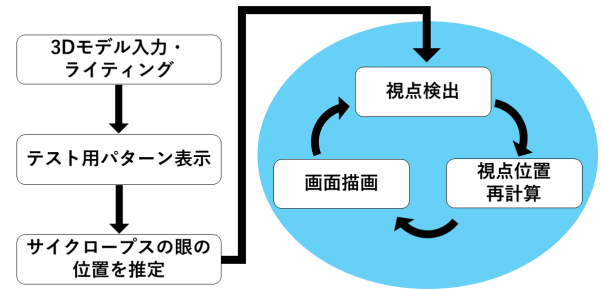 3Dモデル入力・
ライティング
テスト用パターン表示
サイクロープスの眼の
位置を推定
視点検出
視点位置
再計算
画面描画